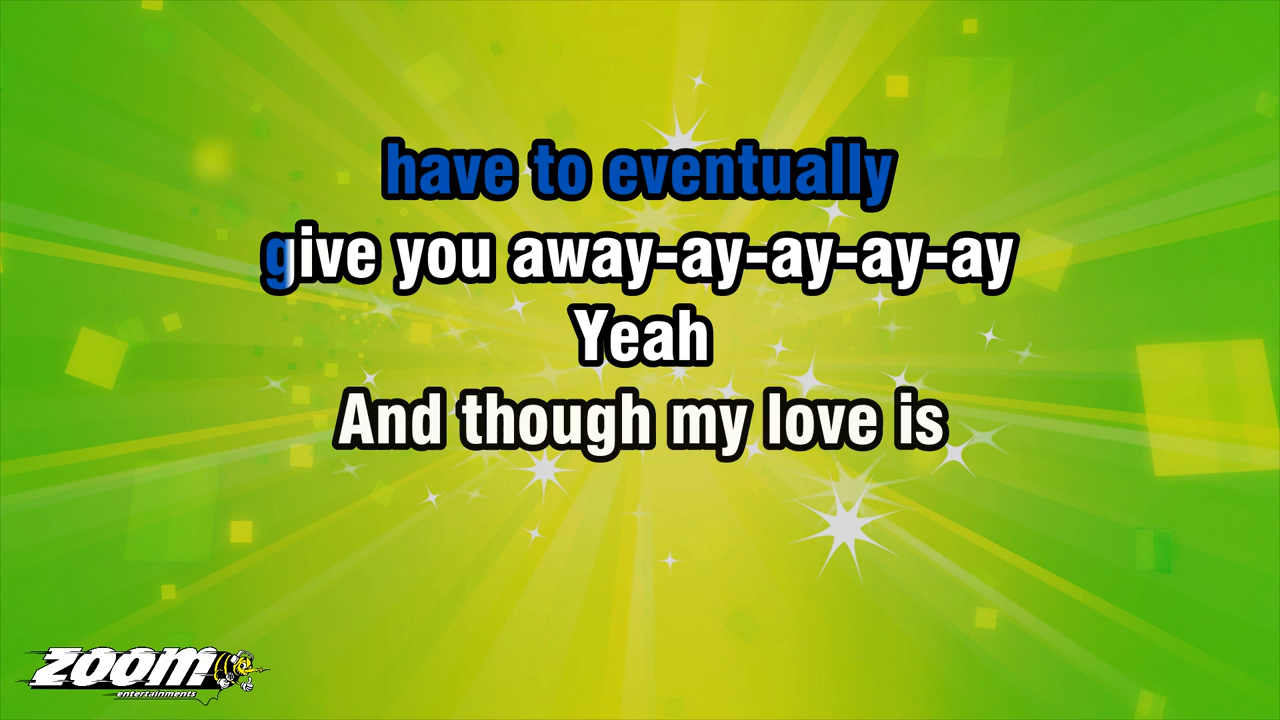 have to eventually
give you away-ay-ay-ay-ay
Yeah
And though my love is
ZOOM
entertainments